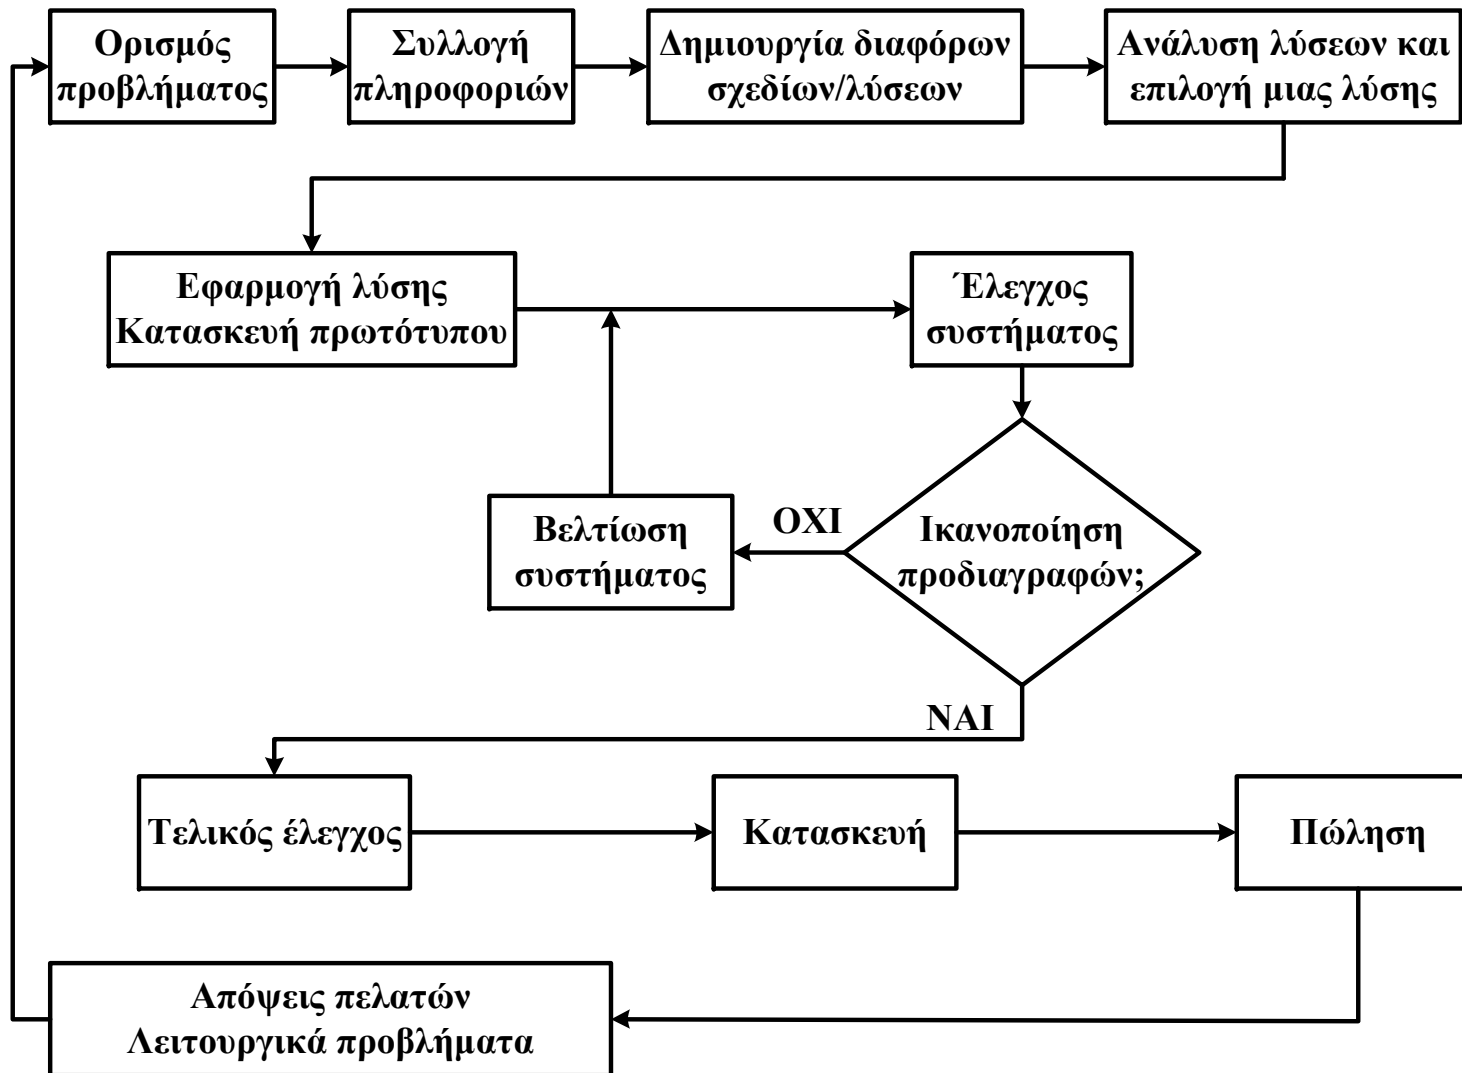 Ορισμός
προβλήματος
Συλλογή
πληροφοριών
Δημιουργία διαφόρων
σχεδίων/λύσεων
Ανάλυση λύσεων και
επιλογή μιας λύσης
Εφαρμογή λύσης
Κατασκευή πρωτότυπου
Έλεγχος
συστήματος
Βελτίωση
συστήματος
ΟΧΙ
Ικανοποίηση
προδιαγραφών;
ΝΑΙ
Τελικός έλεγχος
Κατασκευή
Πώληση
Απόψεις πελατών
Λειτουργικά προβλήματα